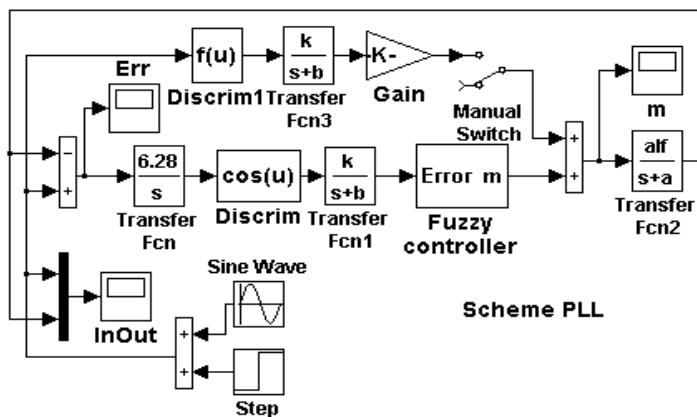 f(u)
k
s+b
-K-
Err
Discrim1
Transfer
Fcn3
Gain
Manual
Switch
m
−
+
6.28
s
cos(u)
k
s+b
Error m
+
+
alf
s+a
Transfer
Fcn
Discrim
Transfer
Fcn1
Fuzzy
controller
Transfer
Fcn2
Sine Wave
InOut
+
+
Scheme PLL
Step